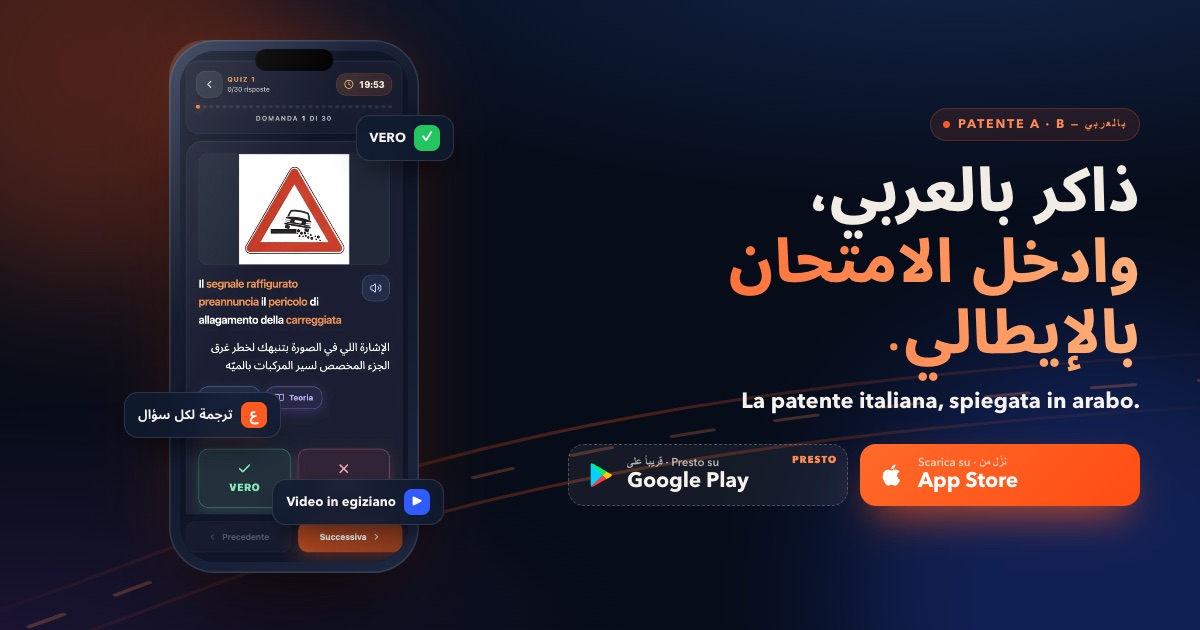 QUIZ 1
0/30 risposte
19:53
DOMANDA 1 DI 30
VERO
Il segnale raffigurato
preannuncia il pericolo di
allagamento della carreggiata
الإشارة اللي في الصورة بتنبهك لخطر غرق
الجزء المخصص لسير المركبات بالميّه
Teoria
ترجمة لكل سؤال
ع
VERO
Video in egiziano
Precedente
Successiva
PATENTE A · B — بالعربي
ذاكر بالعربي،
وادخل الامتحان
بالإيطالي.
La patente italiana, spiegata in arabo.
قريباً على · Presto su
Google Play
PRESTO
Scarica su · نزّل من
App Store